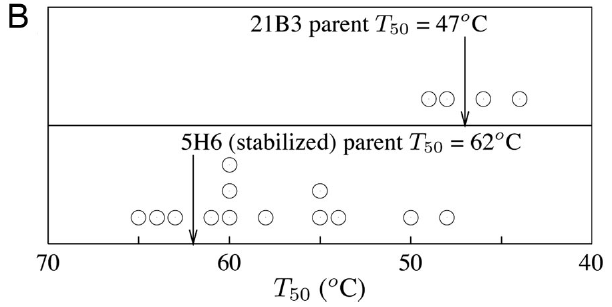 B
21B3 parent T50 = 47°C
5H6 (stabilized) parent T50 = 62°C
70 60 50 40
T50 (°C)